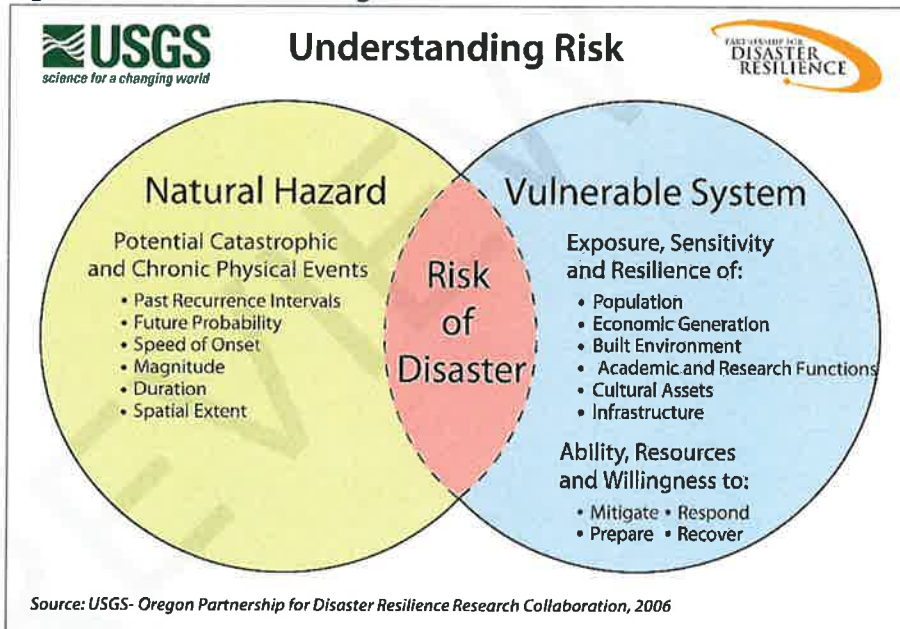 USGS
science for a changing world
Understanding Risk
PARTNERSHIP FOR
DISASTER
RESILIENCE
Natural Hazard
Potential Catastrophic
and Chronic Physical Events
• Past Recurrence Intervals
• Future Probability
• Speed of Onset
• Magnitude
• Duration
• Spatial Extent
Risk
of
Disaster
Vulnerable System
Exposure, Sensitivity
and Resilience of:
• Population
• Economic Generation
• Built Environment
• Academic and Research Functions
• Cultural Assets
• Infrastructure
Ability, Resources
and Willingness to:
• Mitigate • Respond
• Prepare • Recover
Source: USGS- Oregon Partnership for Disaster Resilience Research Collaboration, 2006